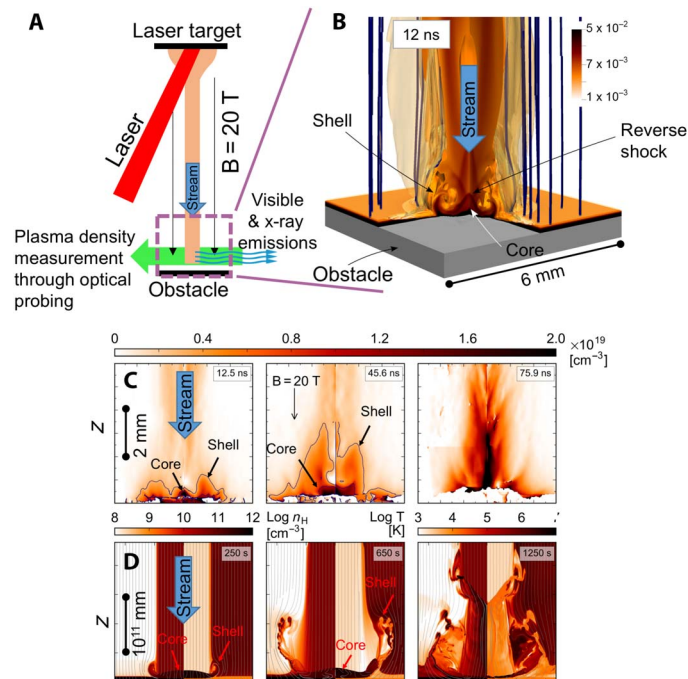 A
Laser target
Laser
B = 20 T
Stream
Visible
& x-ray
emissions
Plasma density
measurement
through optical
probing
Obstacle
B
12 ns
5 x 10⁻²
7 x 10⁻³
1 x 10⁻³
Stream
Shell
Reverse
shock
Core
Obstacle
6 mm
0 0.4 0.8 1.2 1.6 2.0
×10¹⁹
[cm⁻³]
C
12.5 ns
Stream
Core
Shell
Z
2 mm
45.6 ns
B = 20 T
Core
Shell
75.9 ns
8 9 10 11 12
Log n_H
[cm⁻³]
Log T
[K]
3 4 5 6
D
250 s
Stream
Core
Shell
Z
10¹¹ mm
650 s
Shell
Core
1250 s